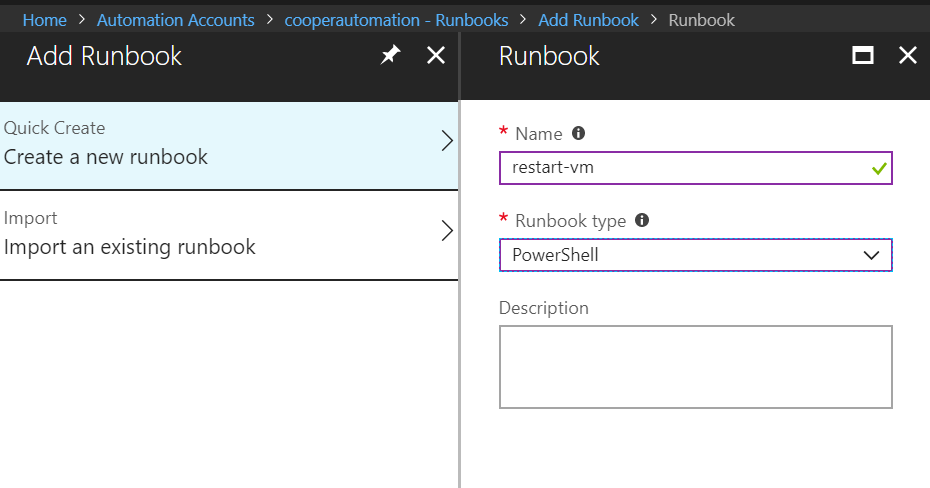 Home > Automation Accounts > cooperautomation - Runbooks > Add Runbook > Runbook
Add Runbook
Quick Create
Create a new runbook
Import
Import an existing runbook
Runbook
* Name
restart-vm
* Runbook type
PowerShell
Description